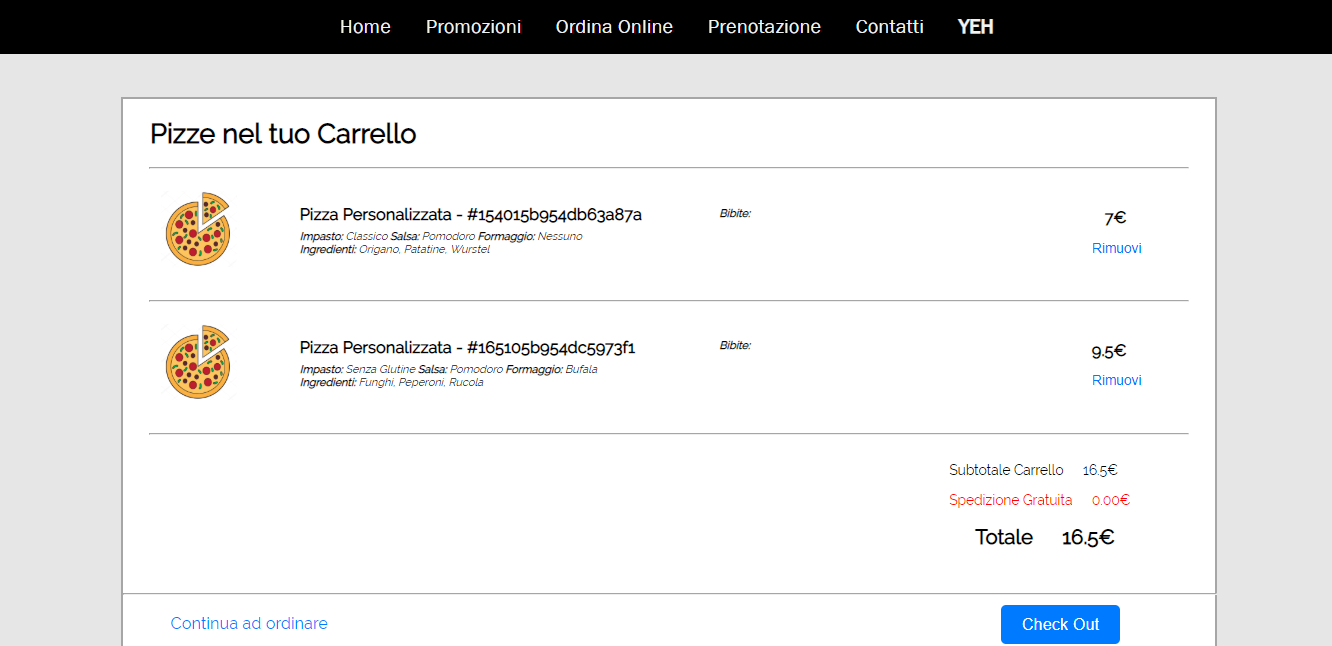 Home Promozioni Ordina Online Prenotazione Contatti YEH
Pizze nel tuo Carrello
Pizza Personalizzata - #154015b954db63a87a
Impasto: Classico Salsa: Pomodoro Formaggio: Nessuno
Ingredienti: Origano, Patatine, Wurstel
Bibite:
7€
Rimuovi
Pizza Personalizzata - #165105b954dc5973f1
Impasto: Senza Glutine Salsa: Pomodoro Formaggio: Bufala
Ingredienti: Funghi, Peperoni, Rucola
Bibite:
9.5€
Rimuovi
Subtotale Carrello 16.5€
Spedizione Gratuita 0.00€
Totale 16.5€
Continua ad ordinare Check Out